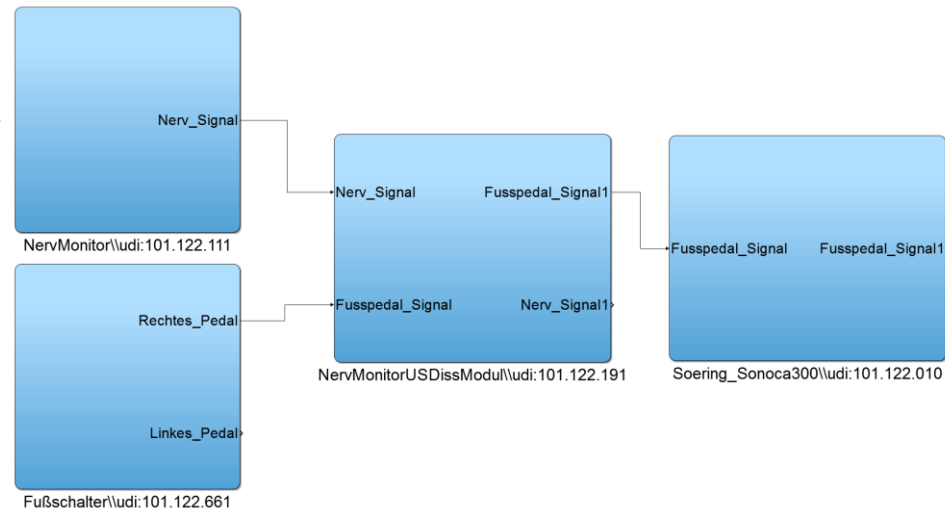 Nerv_Signal
NervMonitor\\udi:101.122.111
Rechtes_Pedal
Linkes_Pedal
Fußschalter\\udi:101.122.661
Nerv_Signal
Fusspedal_Signal1
Fusspedal_Signal
Nerv_Signal1
NervMonitorUSDissModul\\udi:101.122.191
Fusspedal_Signal
Fusspedal_Signal1
Soering_Sonoca300\\udi:101.122.010